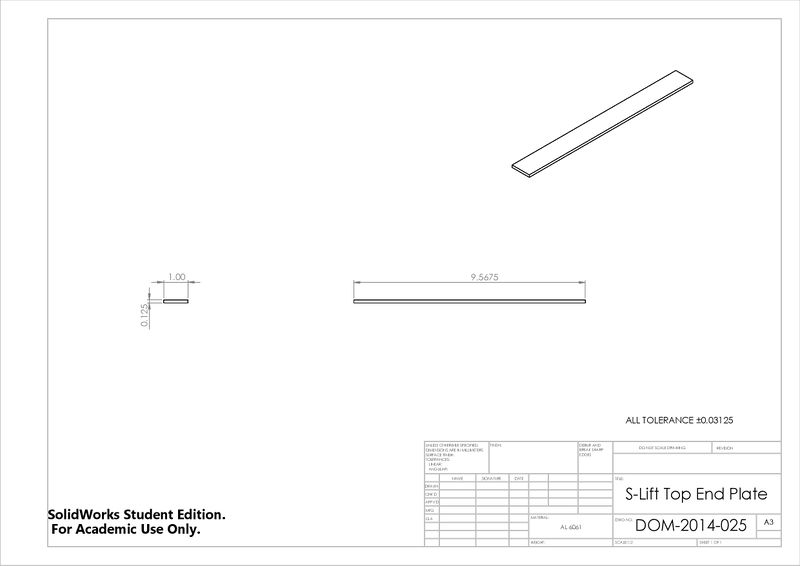 1.00
9.5675
0.125
ALL TOLERANCE ±0.03125
UNLESS OTHERWISE SPECIFIED:
DIMENSIONS ARE IN MILLIMETERS
SURFACE FINISH:
TOLERANCES:
LINEAR:
ANGULAR:
FINISH:
DEBUR AND
BREAK SHARP
EDGES
DO NOT SCALE DRAWING
REVISION
NAME
SIGNATURE
DATE
TITLE:
DRAWN
CHK'D
APPV'D
MFG
Q.A
S-Lift Top End Plate
MATERIAL:
AL 6061
DWG NO.
DOM-2014-025
A3
WEIGHT:
SCALE:1:2
SHEET 1 OF 1
SolidWorks Student Edition.
For Academic Use Only.